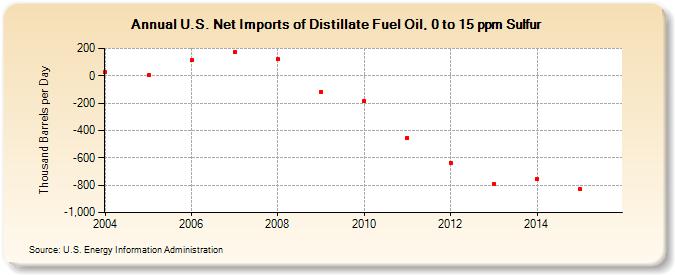 Annual U.S. Net Imports of Distillate Fuel Oil, 0 to 15 ppm Sulfur
Thousand Barrels per Day
200
0
-200
-400
-600
-800
-1,000
2004 2006 2008 2010 2012 2014
Source: U.S. Energy Information Administration